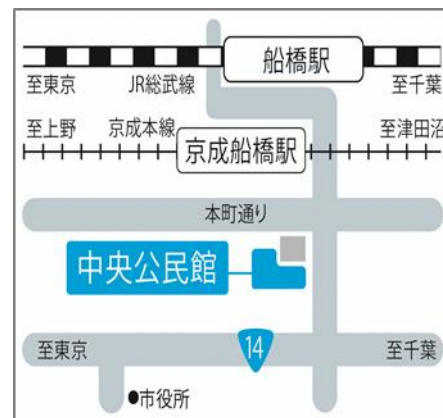 船橋駅
至東京
JR総武線
至千葉
至上野
京成本線
至津田沼
京成船橋駅
本町通り
中央公民館
至東京
14
至千葉
●市役所